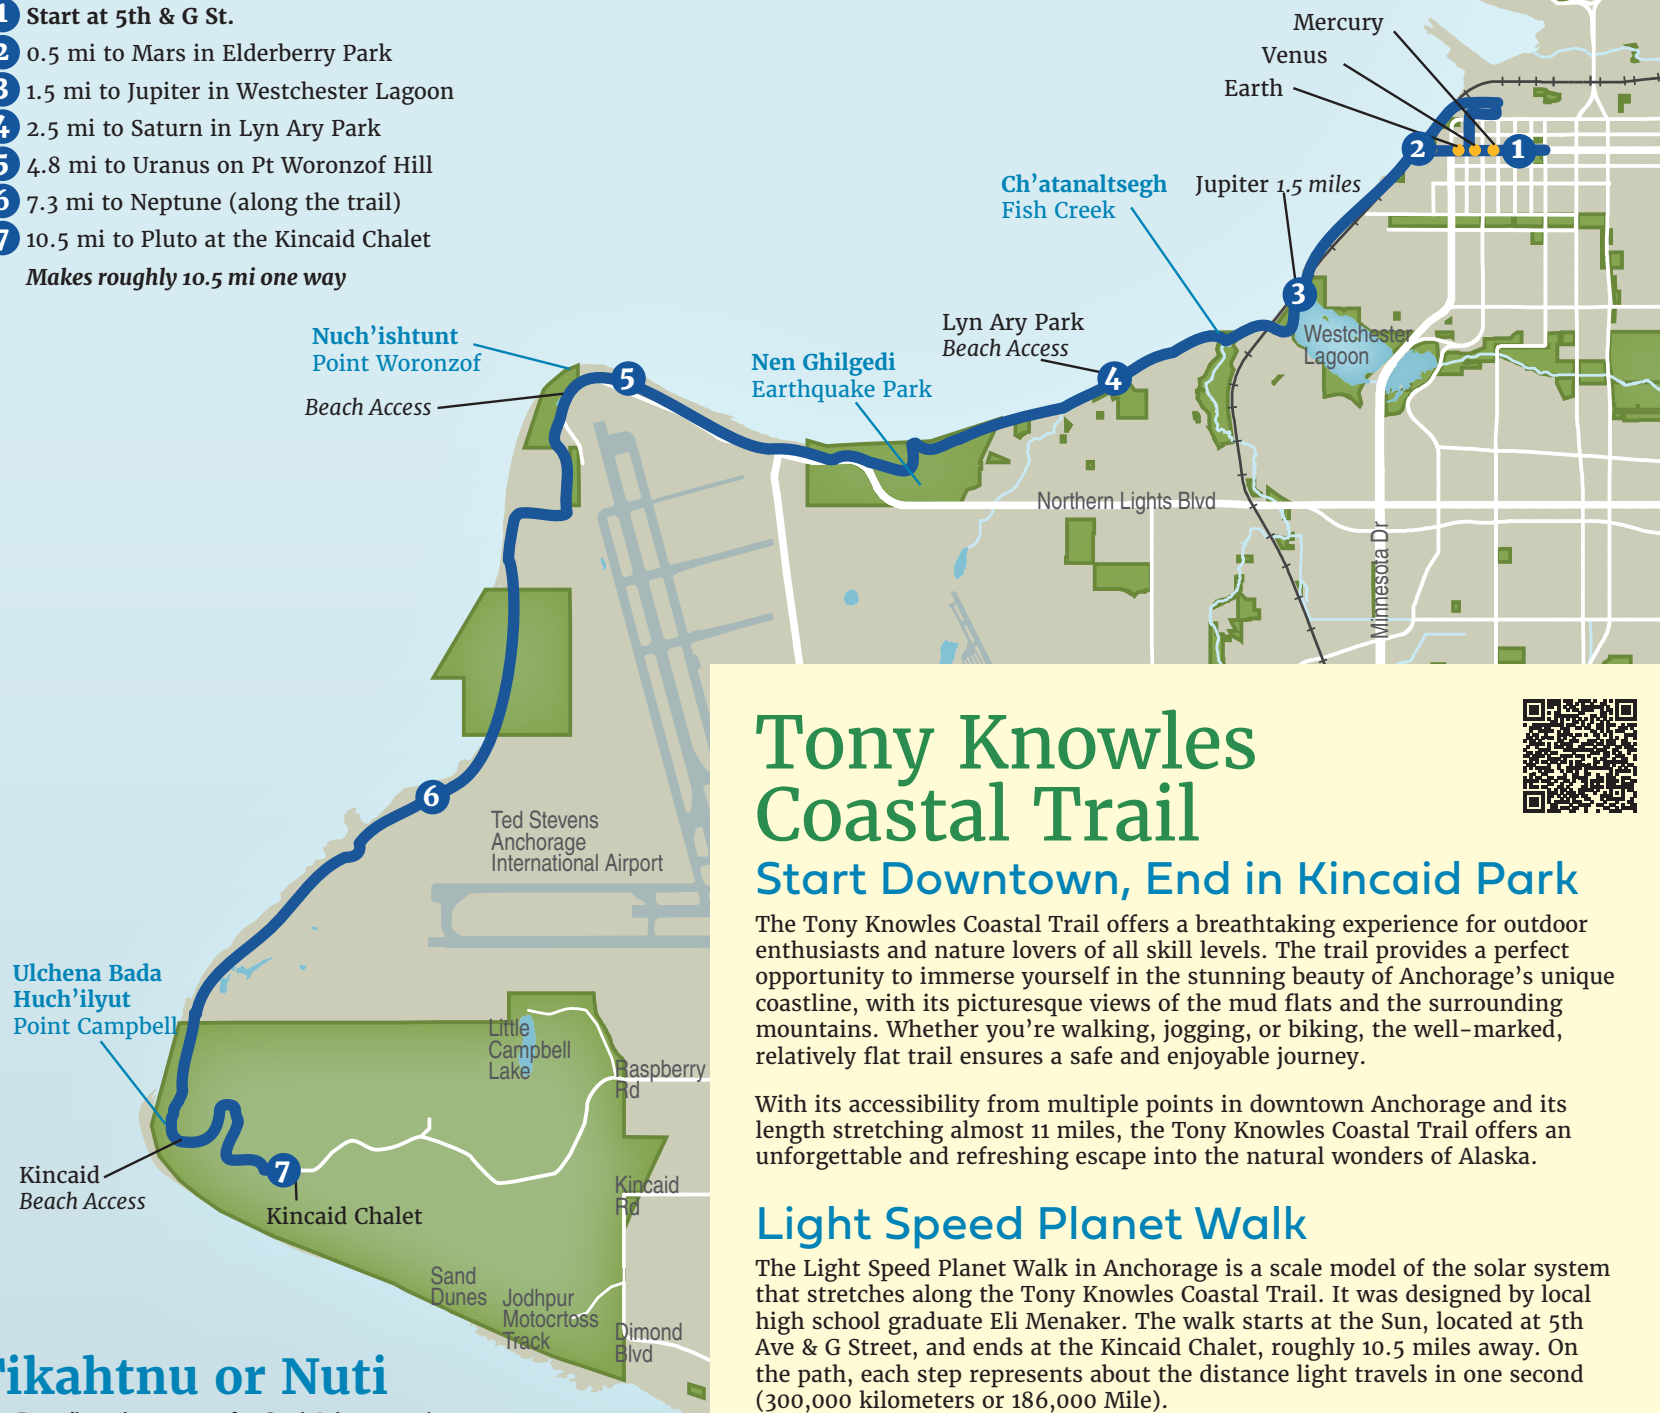 1 Start at 5th & G St.
2 0.5 mi to Mars in Elderberry Park
3 1.5 mi to Jupiter in Westchester Lagoon
4 2.5 mi to Saturn in Lyn Ary Park
5 4.8 mi to Uranus on Pt Woronzof Hill
6 7.3 mi to Neptune (along the trail)
7 10.5 mi to Pluto at the Kincaid Chalet
Makes roughly 10.5 mi one way
Mercury
Venus
Earth
2
1
Ch’atanaltsegh
Fish Creek
Jupiter 1.5 miles
3
Westchester
Lagoon
Lyn Ary Park
Beach Access
4
Nuch’ishtunt
Point Woronzof
Beach Access
5
Nen Ghilgedi
Earthquake Park
Northern Lights Blvd
Minnesota Dr
6
Ted Stevens
Anchorage
International Airport
Ulchena Bada
Huch’ilyut
Point Campbell
Little
Campbell
Lake
Raspberry
Rd
Kincaid
Beach Access
7
Kincaid Chalet
Kincaid
Rd
Sand
Dunes
Jodhpur
Motocrtoss
Track
Dimond
Blvd
Tikahtnu or Nuti
Tony Knowles
Coastal Trail
Start Downtown, End in Kincaid Park
The Tony Knowles Coastal Trail offers a breathtaking experience for outdoor
enthusiasts and nature lovers of all skill levels. The trail provides a perfect
opportunity to immerse yourself in the stunning beauty of Anchorage’s unique
coastline, with its picturesque views of the mud flats and the surrounding
mountains. Whether you’re walking, jogging, or biking, the well-marked,
relatively flat trail ensures a safe and enjoyable journey.
With its accessibility from multiple points in downtown Anchorage and its
length stretching almost 11 miles, the Tony Knowles Coastal Trail offers an
unforgettable and refreshing escape into the natural wonders of Alaska.
Light Speed Planet Walk
The Light Speed Planet Walk in Anchorage is a scale model of the solar system
that stretches along the Tony Knowles Coastal Trail. It was designed by local
high school graduate Eli Menaker. The walk starts at the Sun, located at 5th
Ave & G Street, and ends at the Kincaid Chalet, roughly 10.5 miles away. On
the path, each step represents about the distance light travels in one second
(300,000 kilometers or 186,000 Mile).